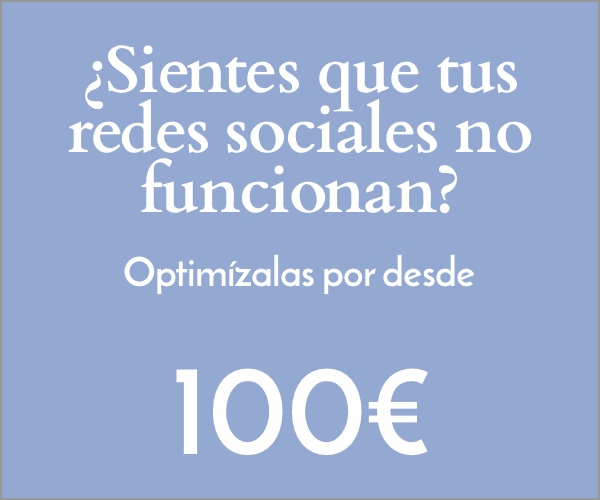 ¿Sientes que tus
redes sociales no
funcionan?
Optimízalas por desde
100€